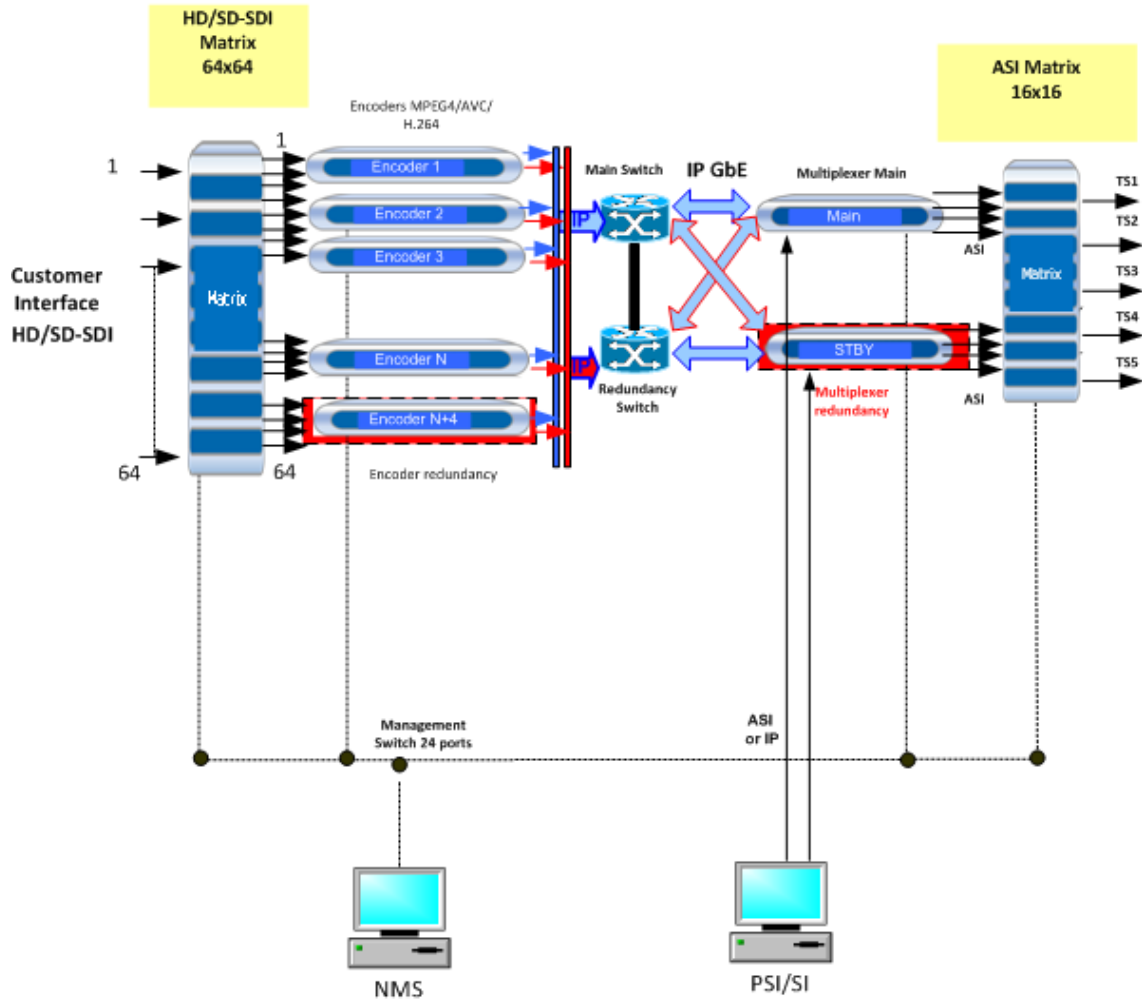 HD/SD-SDI
Matrix
64x64
ASI Matrix
16x16
Encoders MPEG4/AVC/
H.264
1
1
Encoder 1
Encoder 2
Encoder 3
Encoder N
Encoder N+4
Encoder redundancy
Customer
Interface
HD/SD-SDI
Matrix
64
64
Main Switch
IP
IP
Redundancy
Switch
IP GbE
Multiplexer Main
Main
STBY
Multiplexer
redundancy
ASI
ASI
Matrix
TS1
TS2
TS3
TS4
TS5
Management
Switch 24 ports
ASI
or IP
NMS
PSI/SI